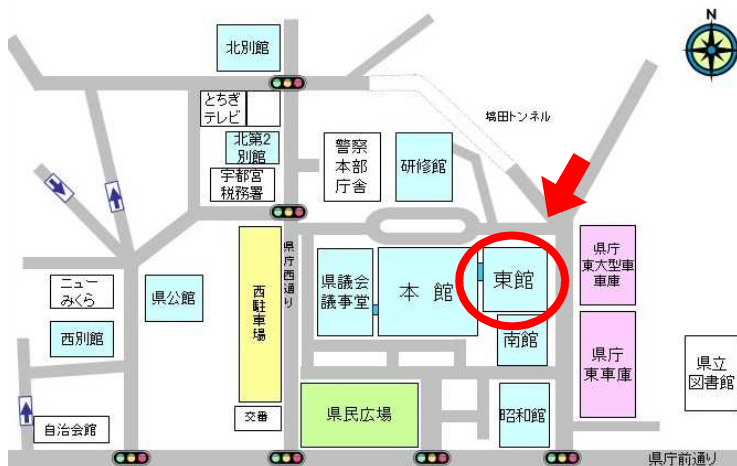 N
北別館
とちぎ
テレビ
北第2
別館
宇都宮
税務署
警察
本部
庁舎
研修館
塙田トンネル
県庁西通り
県議会
議事堂
本 館
東館
南館
県庁
東大型車
車庫
県庁
東車庫
県立
図書館
ニュー
みくら
西別館
県公館
西駐車場
交番
自治会館
県民広場
昭和館
県庁前通り